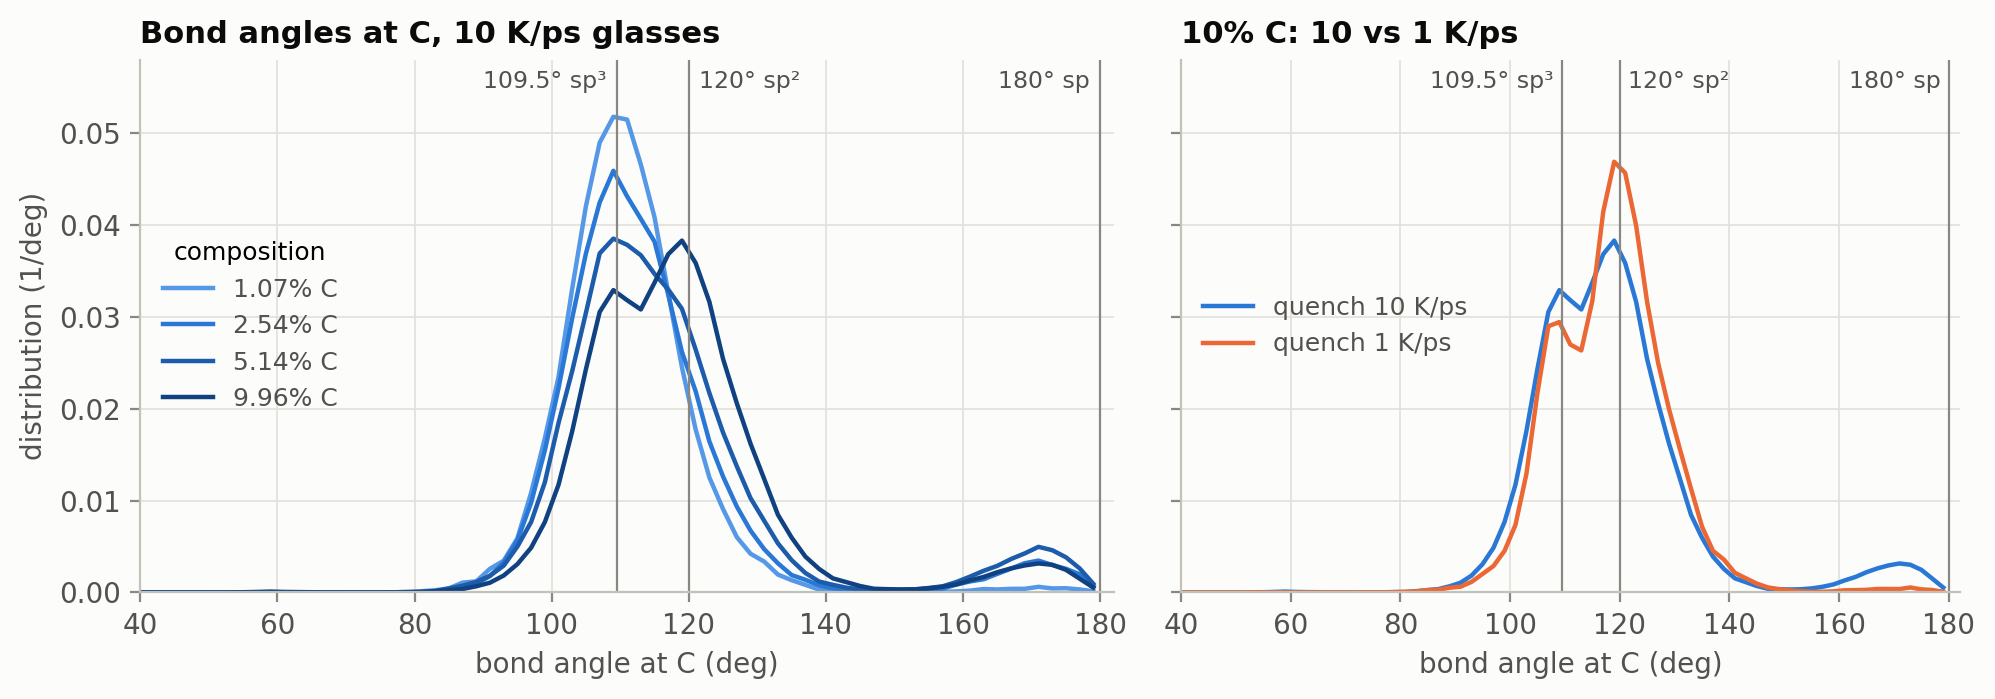 Bond angles at C, 10 K/ps glasses
109.5° sp³
120° sp²
180° sp
distribution (1/deg)
0.05
0.04
0.03
0.02
0.01
0.00
composition
1.07% C
2.54% C
5.14% C
9.96% C
40 60 80 100 120 140 160 180
bond angle at C (deg)
10% C: 10 vs 1 K/ps
109.5° sp³
120° sp²
180° sp
quench 10 K/ps
quench 1 K/ps
40 60 80 100 120 140 160 180
bond angle at C (deg)